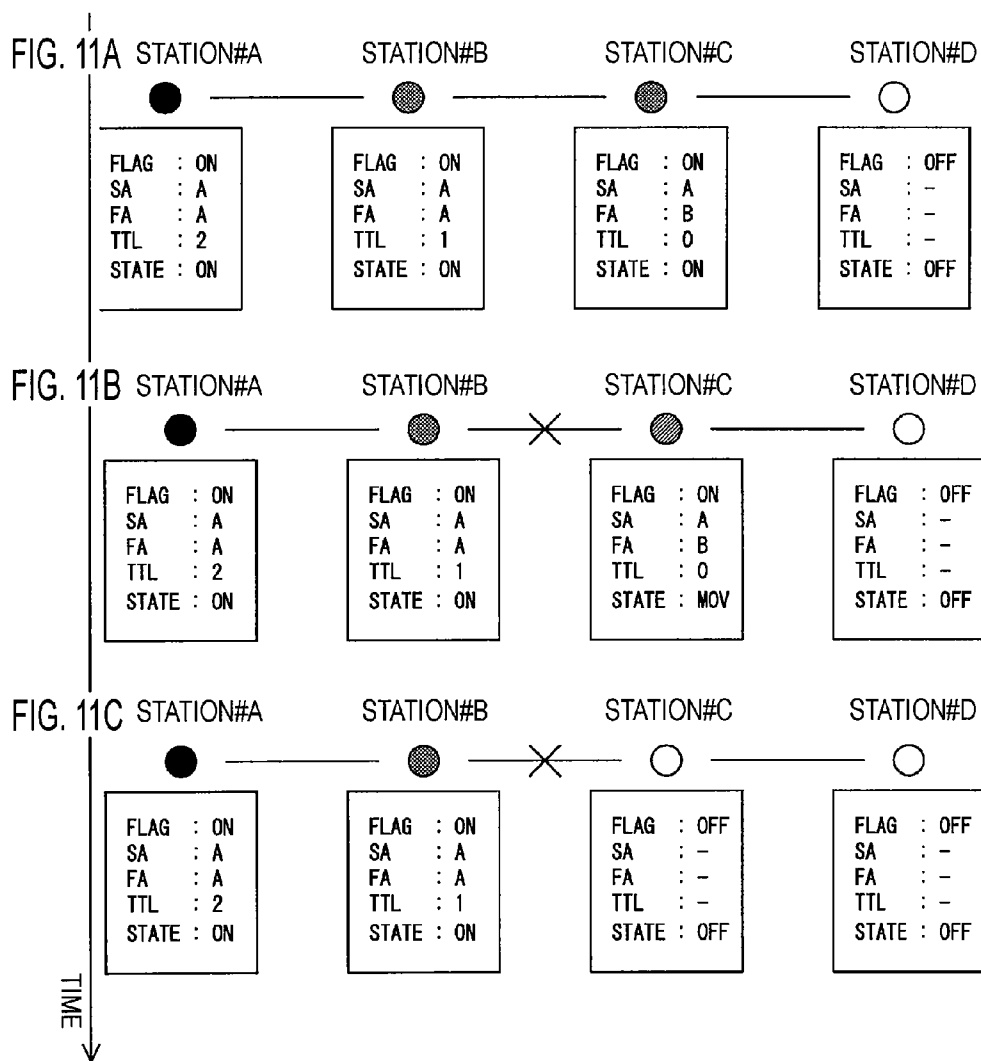 FIG. 11A STATION#A STATION#B STATION#C STATION#D
FLAG : ON FLAG : ON FLAG : ON FLAG : OFF
SA : A SA : A SA : A SA : -
FA : A FA : A FA : B FA : -
TTL : 2 TTL : 1 TTL : 0 TTL : -
STATE : ON STATE : ON STATE : ON STATE : OFF
FIG. 11B STATION#A STATION#B STATION#C STATION#D
FLAG : ON FLAG : ON FLAG : ON FLAG : OFF
SA : A SA : A SA : A SA : -
FA : A FA : A FA : B FA : -
TTL : 2 TTL : 1 TTL : 0 TTL : -
STATE : ON STATE : ON STATE : MOV STATE : OFF
FIG. 11C STATION#A STATION#B STATION#C STATION#D
FLAG : ON FLAG : ON FLAG : OFF FLAG : OFF
SA : A SA : A SA : - SA : -
FA : A FA : A FA : - FA : -
TTL : 2 TTL : 1 TTL : - TTL : -
STATE : ON STATE : ON STATE : OFF STATE : OFF
TIME